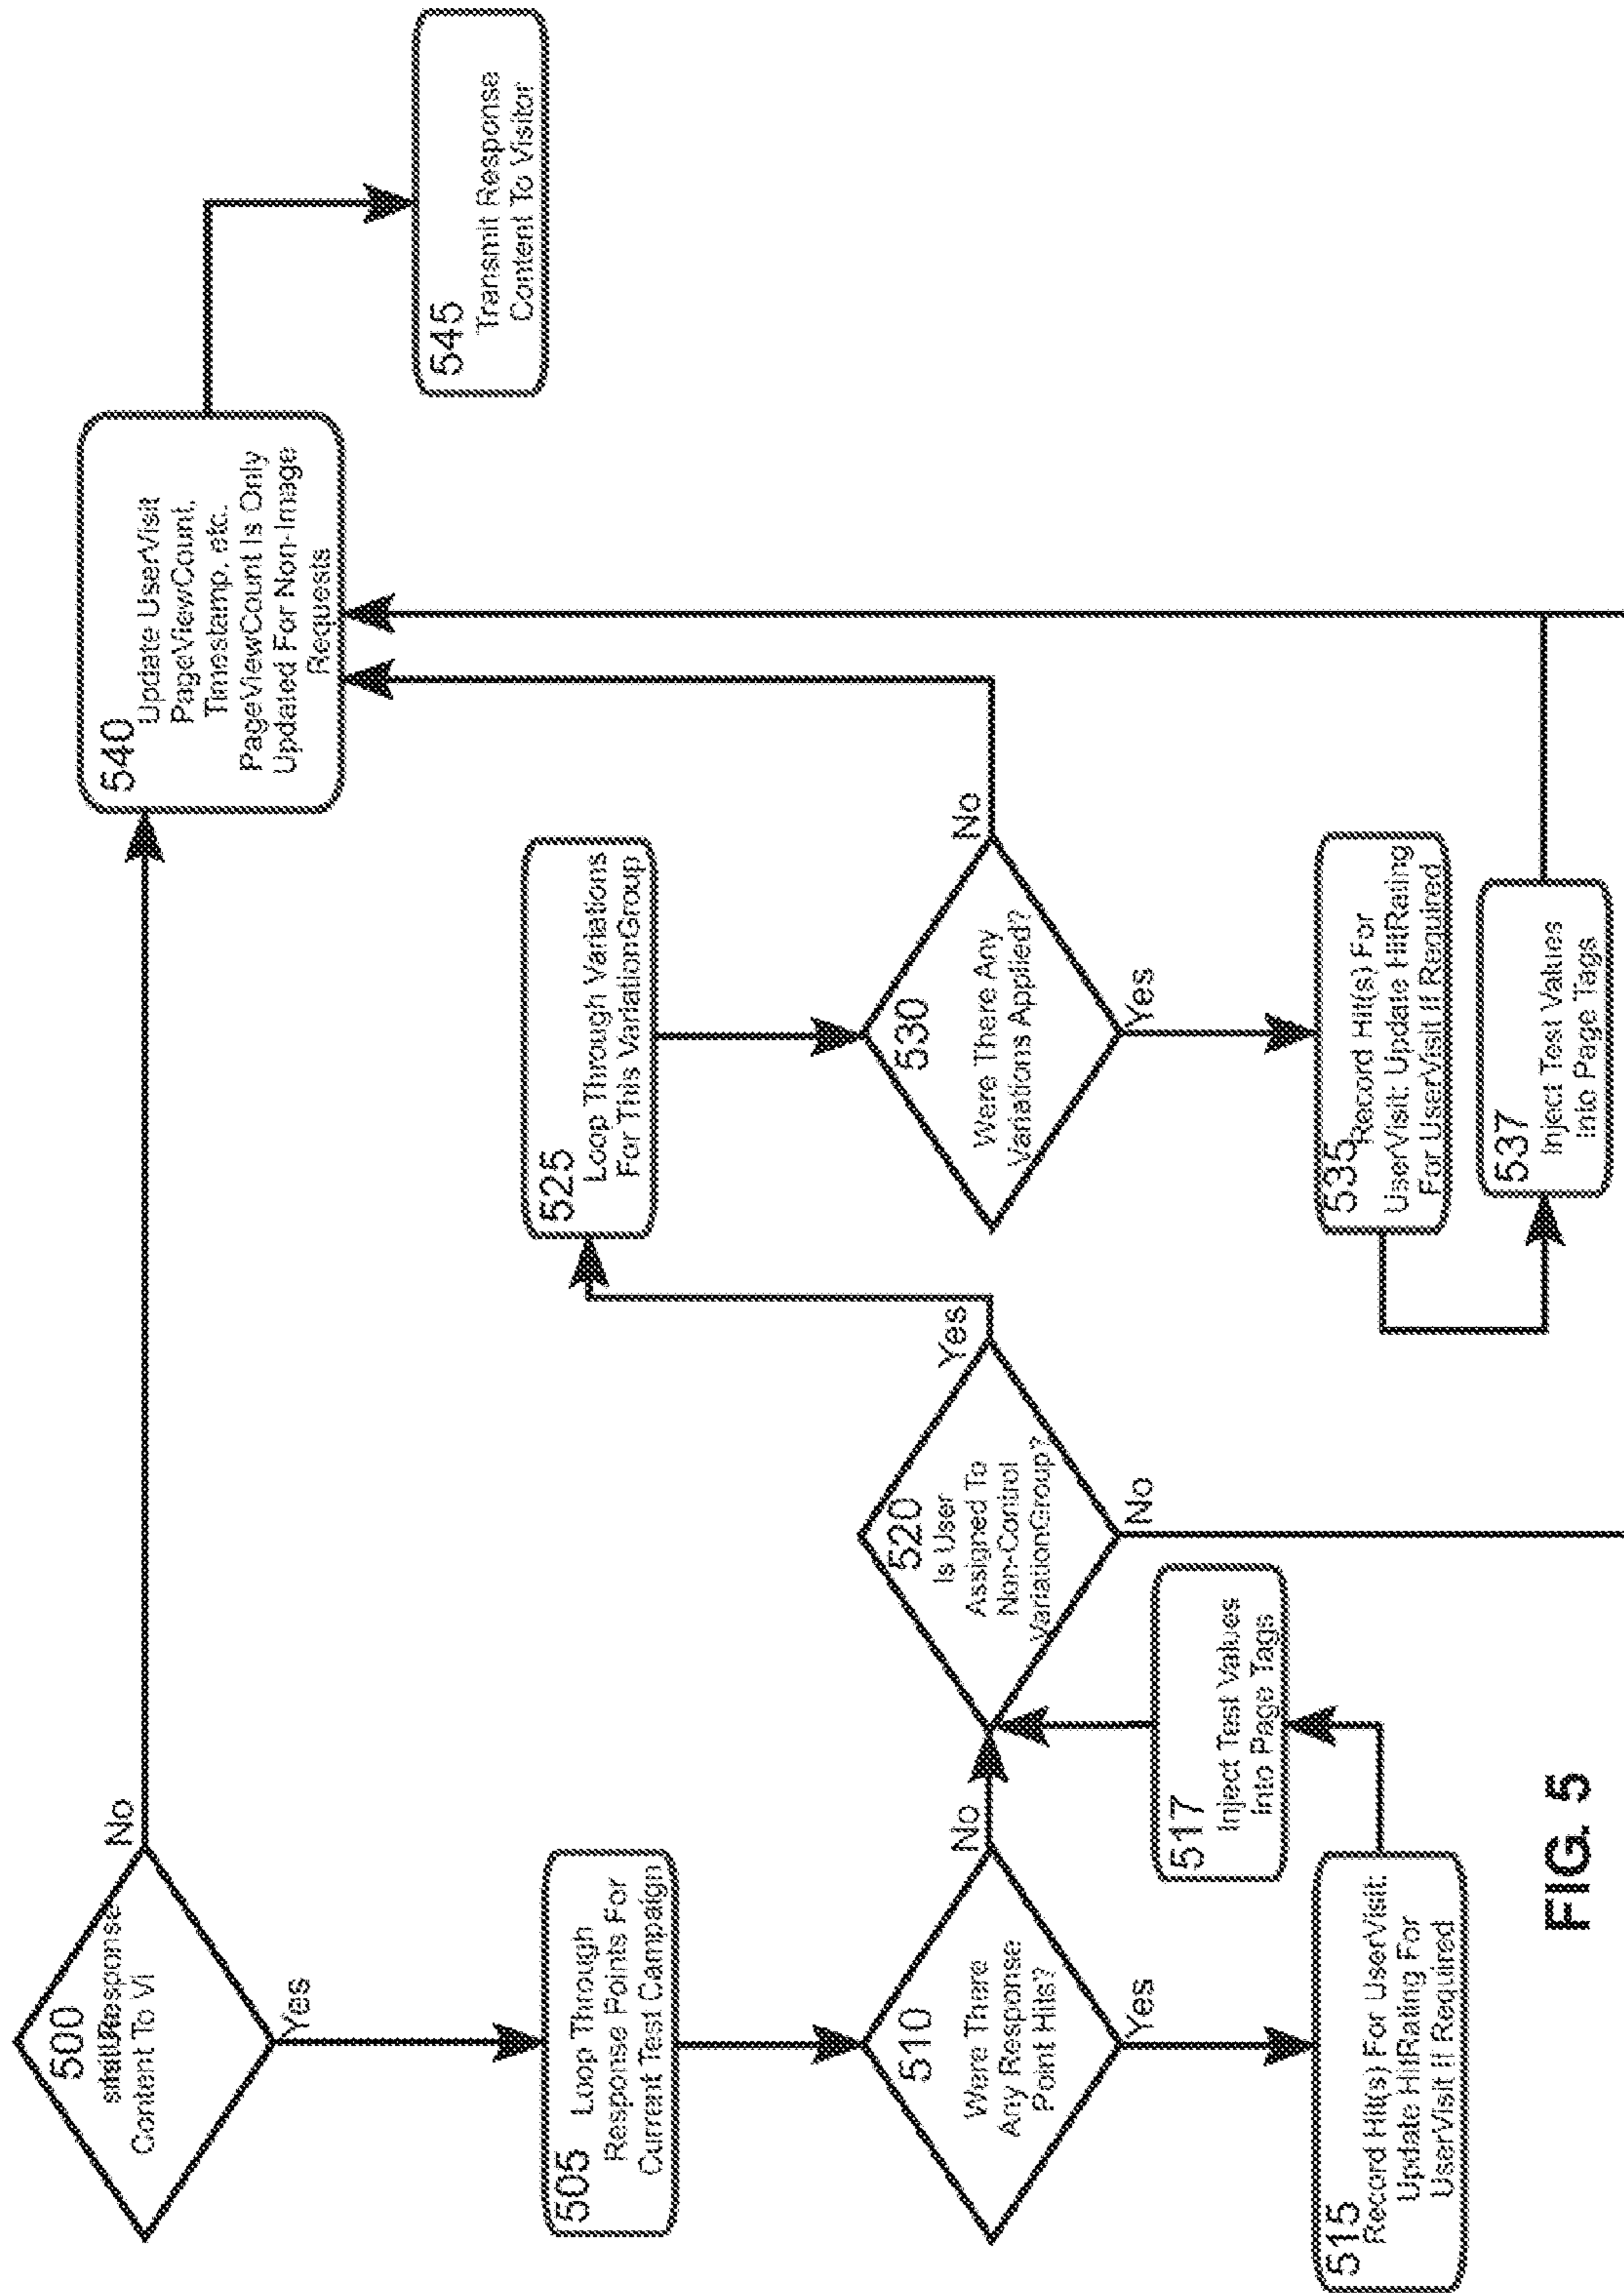 500
Content To Vi
No
Yes
505 Loop Through
Response Points For
Current Test Campaign
510
Were There
Any Response
Point Hits?
No
Yes
515
Record Hit(s) For UserVisit:
Update HitRating For
UserVisit If Required
517
Inject Test Values
Into Page Tags
520
Is User
Assigned To
Non-Control
VariationGroup?
Yes
No
525
Loop Through Variations
For This VariationGroup
530
Were There Any
Variations Applied?
No
Yes
535
Record Hit(s) For
UserVisit: Update HitRating
For UserVisit If Required
537
Inject Test Values
Into Page Tags
540
Update UserVisit
PageViewCount,
Timestamp, etc.
PageViewCount Is Only
Updated For Non-Image
Requests
545
Transmit Response
Content To Visitor
FIG. 5